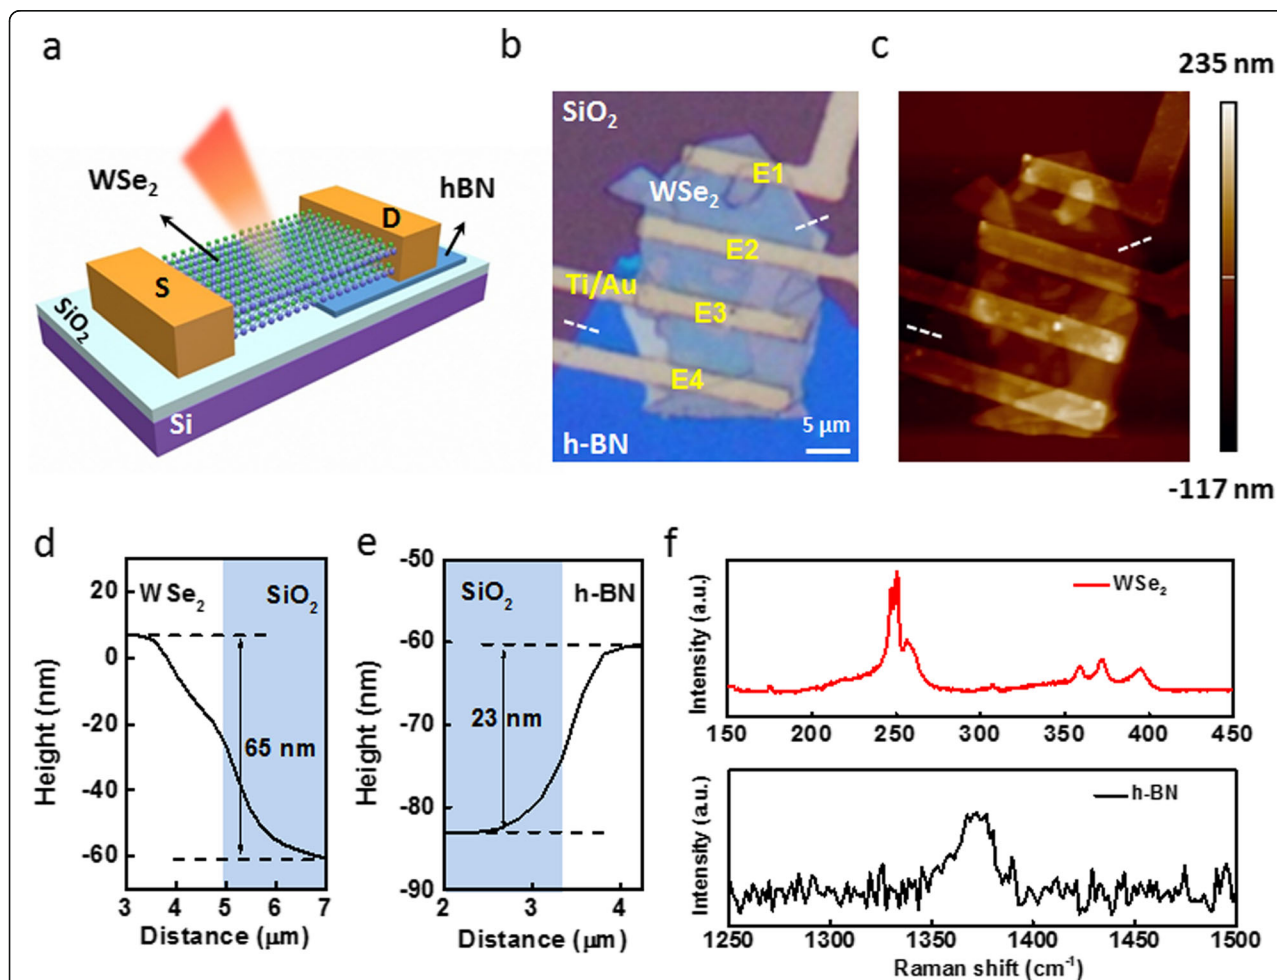 a
WSe₂
hBN
D
S
SiO₂
Si
b
SiO₂
E1
WSe₂
E2
Ti/Au
E3
E4
5 μm
h-BN
c
235 nm
-117 nm
d
WSe₂
SiO₂
20
0
-20
-40
-60
65 nm
3 4 5 6 7
Height (nm)
Distance (μm)
e
SiO₂
h-BN
-50
-60
-70
-80
-90
23 nm
2 3 4
Height (nm)
Distance (μm)
f
WSe₂
Intensity (a.u.)
150 200 250 300 350 400 450
h-BN
Intensity (a.u.)
1250 1300 1350 1400 1450 1500
Raman shift (cm⁻¹)